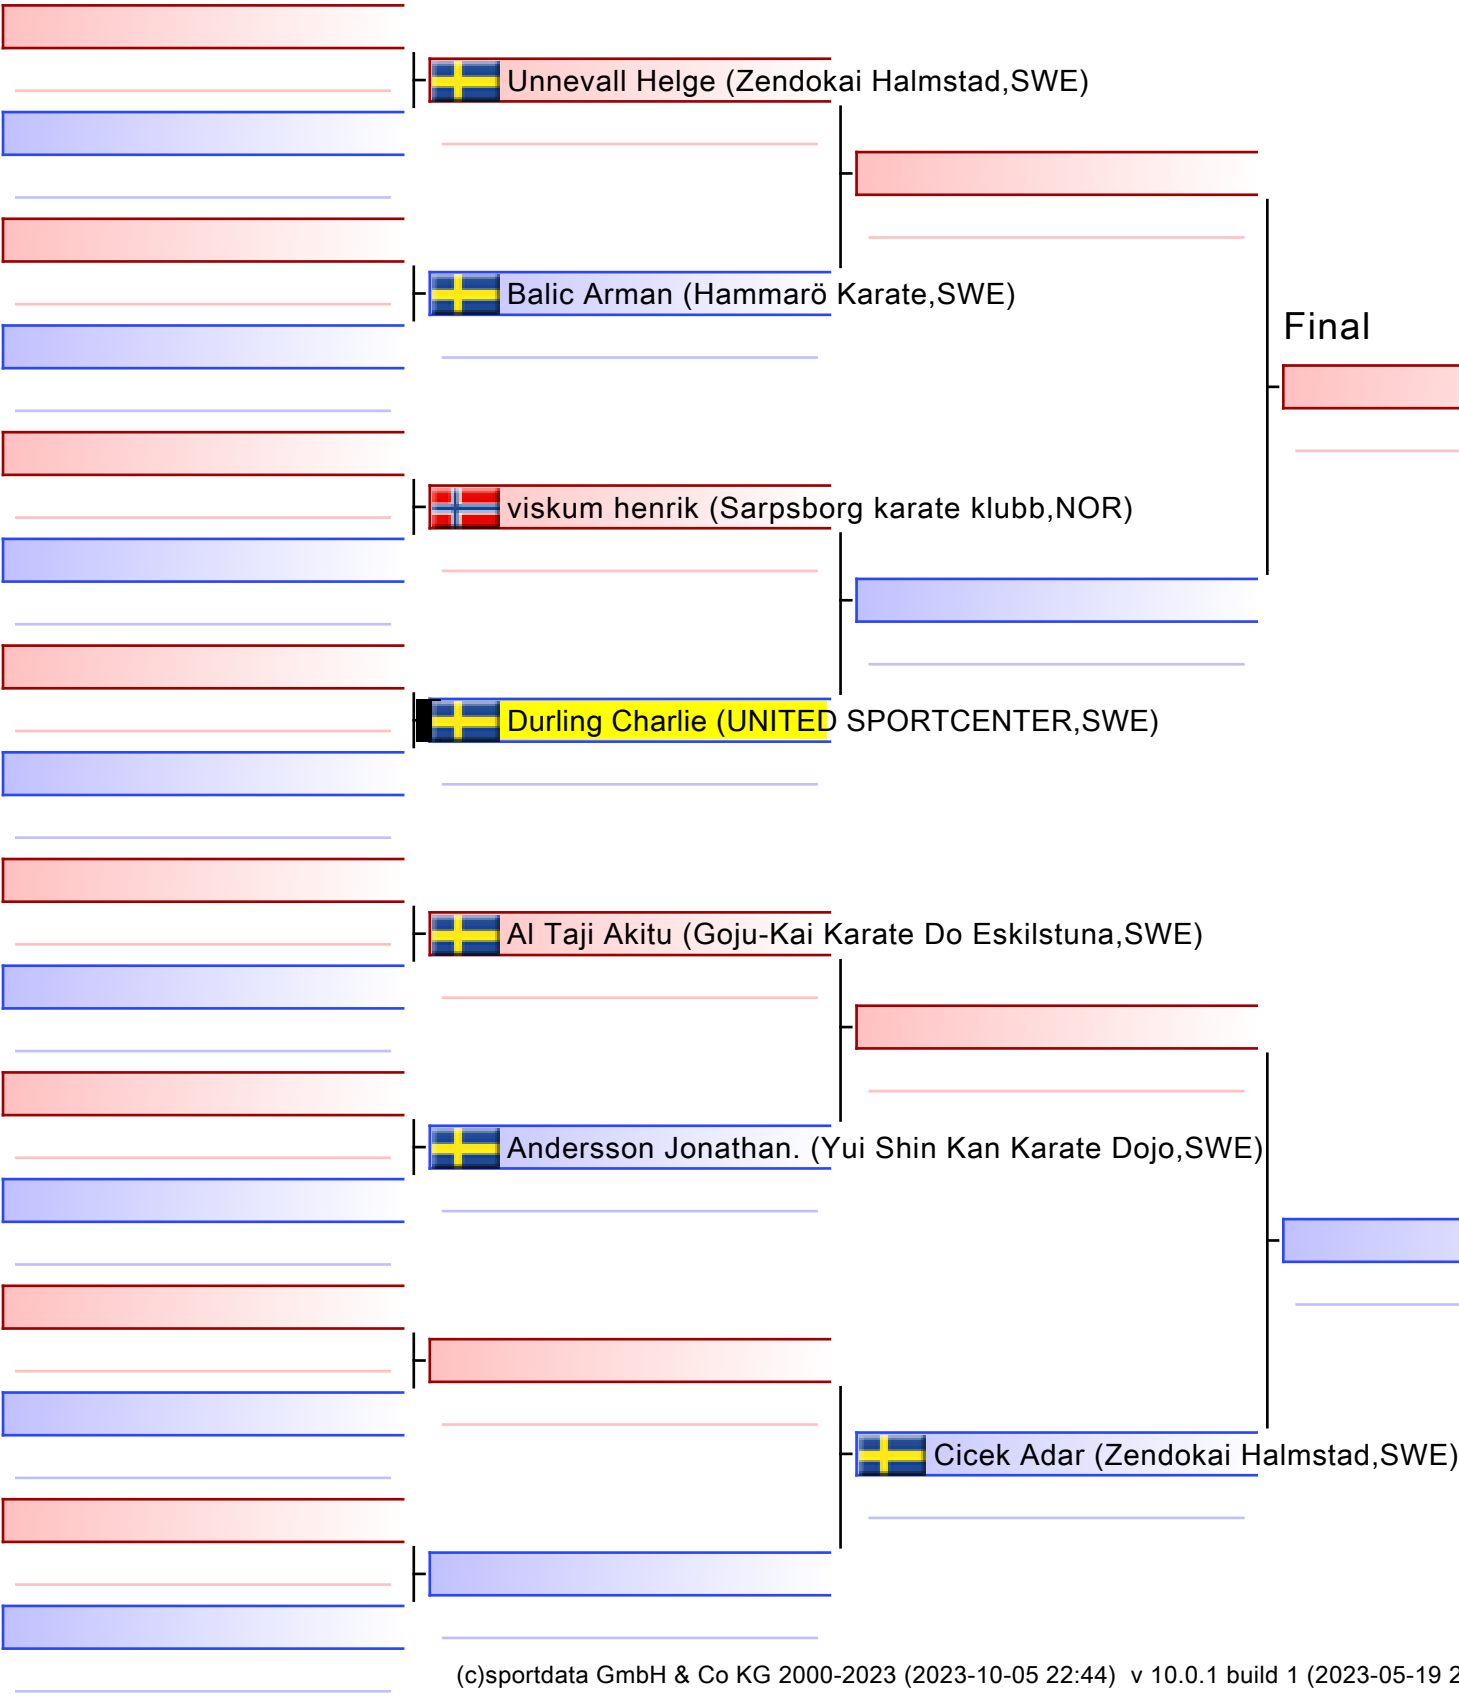 Unnevall Helge (Zendokai Halmstad,SWE)
Balic Arman (Hammarö Karate,SWE)
Final
viskum henrik (Sarpsborg karate klubb,NOR)
Durling Charlie (UNITED SPORTCENTER,SWE)
Al Taji Akitu (Goju-Kai Karate Do Eskilstuna,SWE)
Andersson Jonathan. (Yui Shin Kan Karate Dojo,SWE)
Cicek Adar (Zendokai Halmstad,SWE)
(c)sportdata GmbH & Co KG 2000-2023 (2023-10-05 22:44) v 10.0.1 build 1 (2023-05-19 2